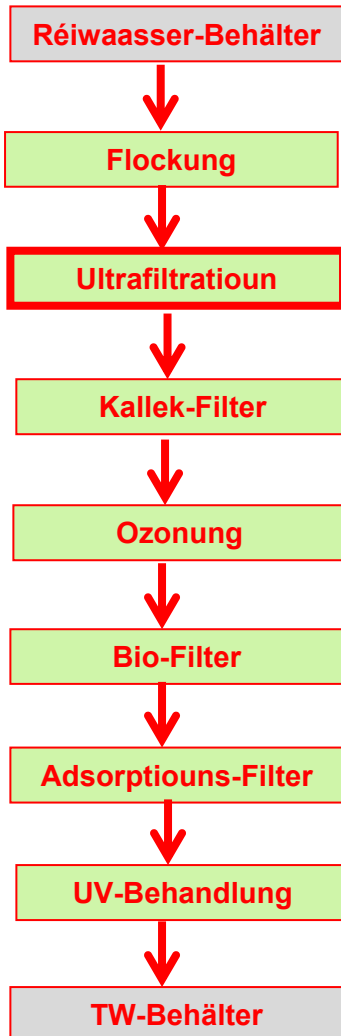 Réiwaasser-Behälter
Flockung
Ultrafiltratioun
Kallek-Filter
Ozonung
Bio-Filter
Adsorptiouns-Filter
UV-Behandlung
TW-Behälter